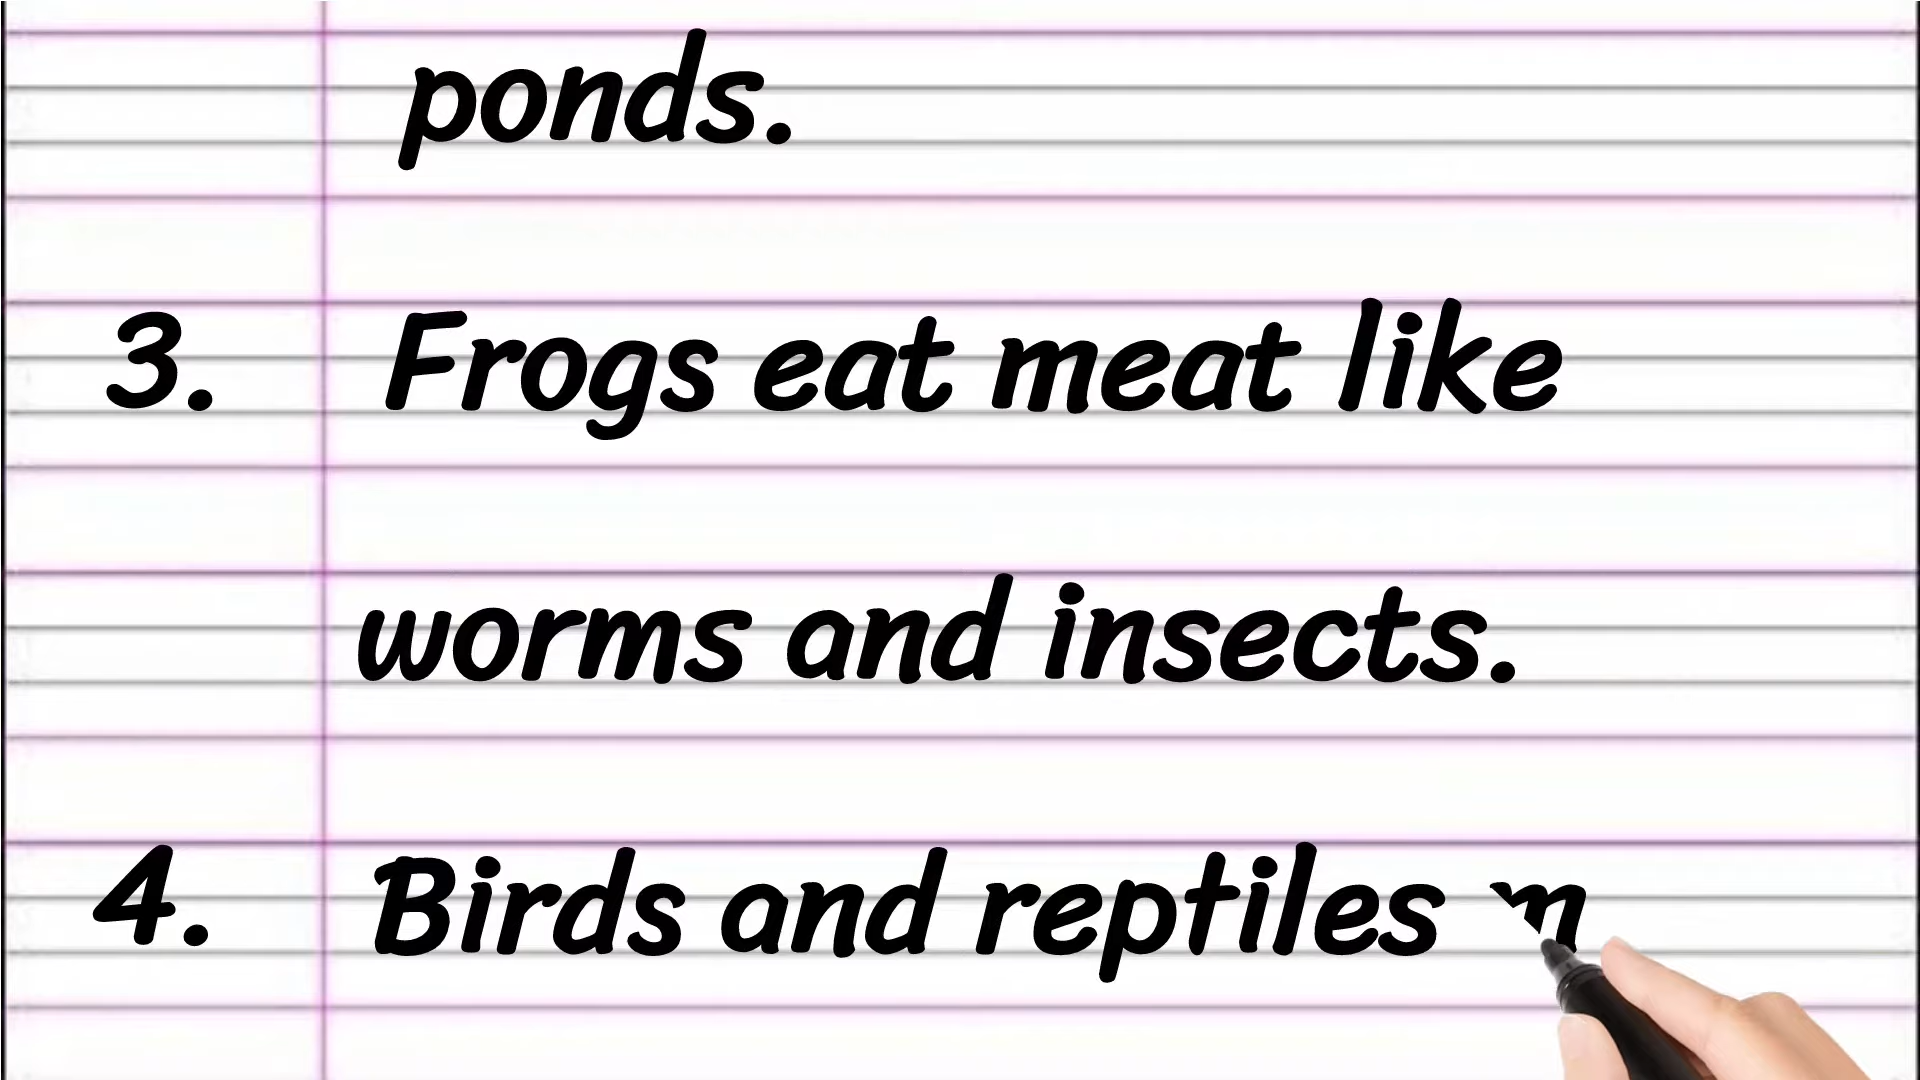 ponds.
3. Frogs eat meat like
worms and insects.
4. Birds and reptiles